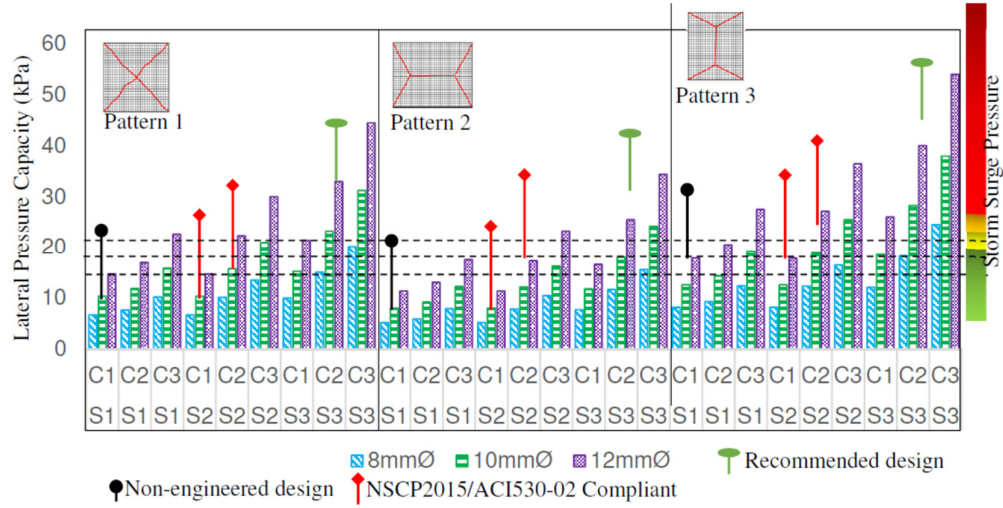 Lateral Pressure Capacity (kPa)
60
50
40
30
20
10
0
Pattern 1
Pattern 2
Pattern 3
Storm Surge Pressure
C1 C2 C3 C1 C2 C3 C1 C2 C3 C1 C2 C3 C1 C2 C3 C1 C2 C3 C1 C2 C3 C1 C2 C3 C1 C2 C3
S1 S1 S1 S2 S2 S2 S3 S3 S3 S1 S1 S1 S2 S2 S2 S3 S3 S3 S1 S1 S1 S2 S2 S2 S3 S3 S3
8mmØ 10mmØ 12mmØ Recommended design
Non-engineered design NSCP2015/ACI530-02 Compliant